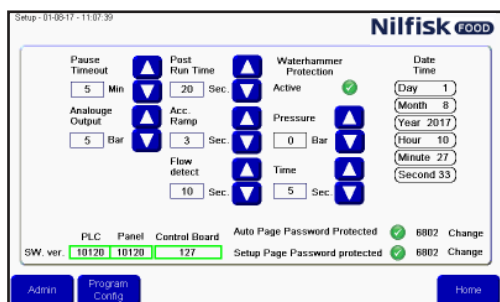 Setup - 01-08-17 - 11:07:39
Nilfisk FOOD
Pause
Timeout
5 Min
Post
Run Time
20 Sec.
Waterhammer
Protection
Active
Date
Time
Day 1
Month 8
Year 2017
Hour 10
Minute 27
Second 33
Analouge
Output
5 Bar
Acc.
Ramp
3 Sec.
Pressure
0 Bar
Flow
detect
10 Sec.
Time
5 Sec.
PLC Panel Control Board
SW. ver. 10120 10120 127
Auto Page Password Protected 6802 Change
Setup Page Password protected 6802 Change
Admin
Program
Config
Home